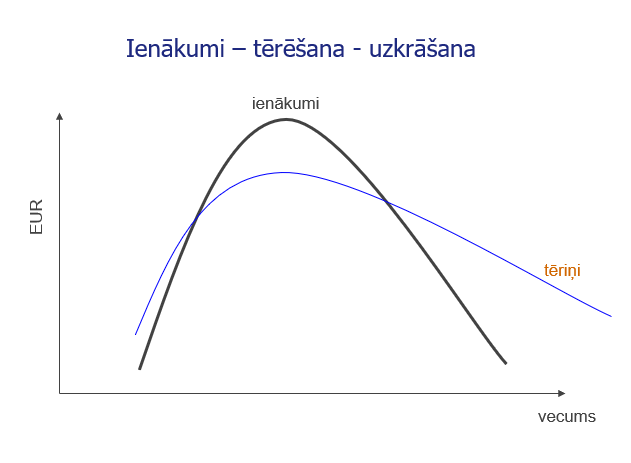 Ienākumi – tērēšana - uzkrāšana
ienākumi
EUR
tēriņi
vecums